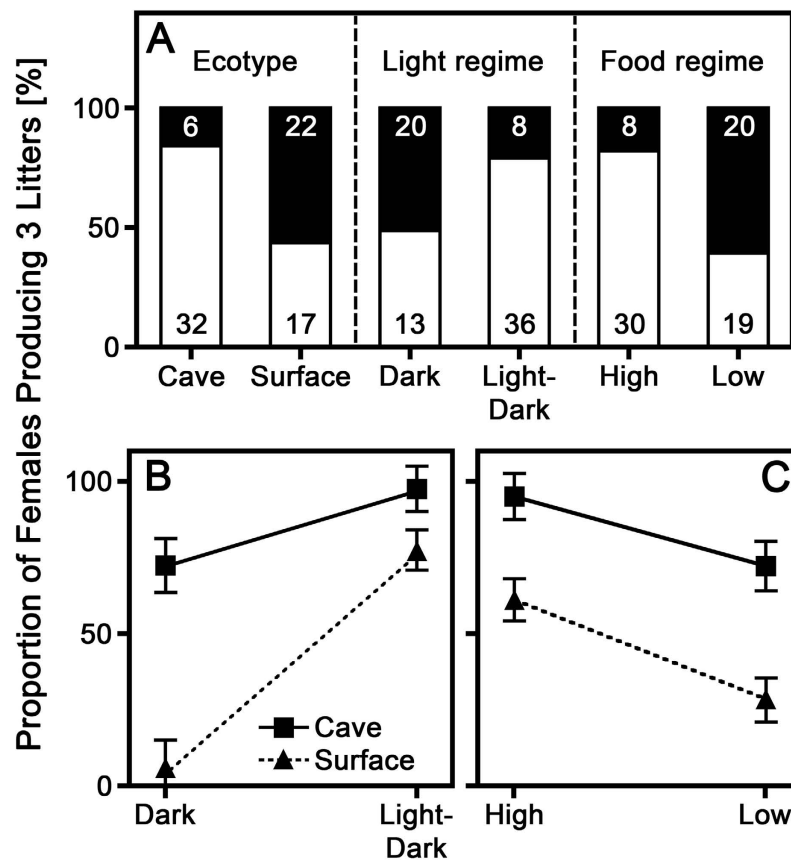 Proportion of Females Producing 3 Litters [%]
A
Ecotype
Light regime
Food regime
100
50
0
6
22
20
8
8
20
32
17
13
36
30
19
Cave
Surface
Dark
Light-
Dark
High
Low
B
C
100
50
0
Cave
Surface
Dark
Light-
Dark
High
Low